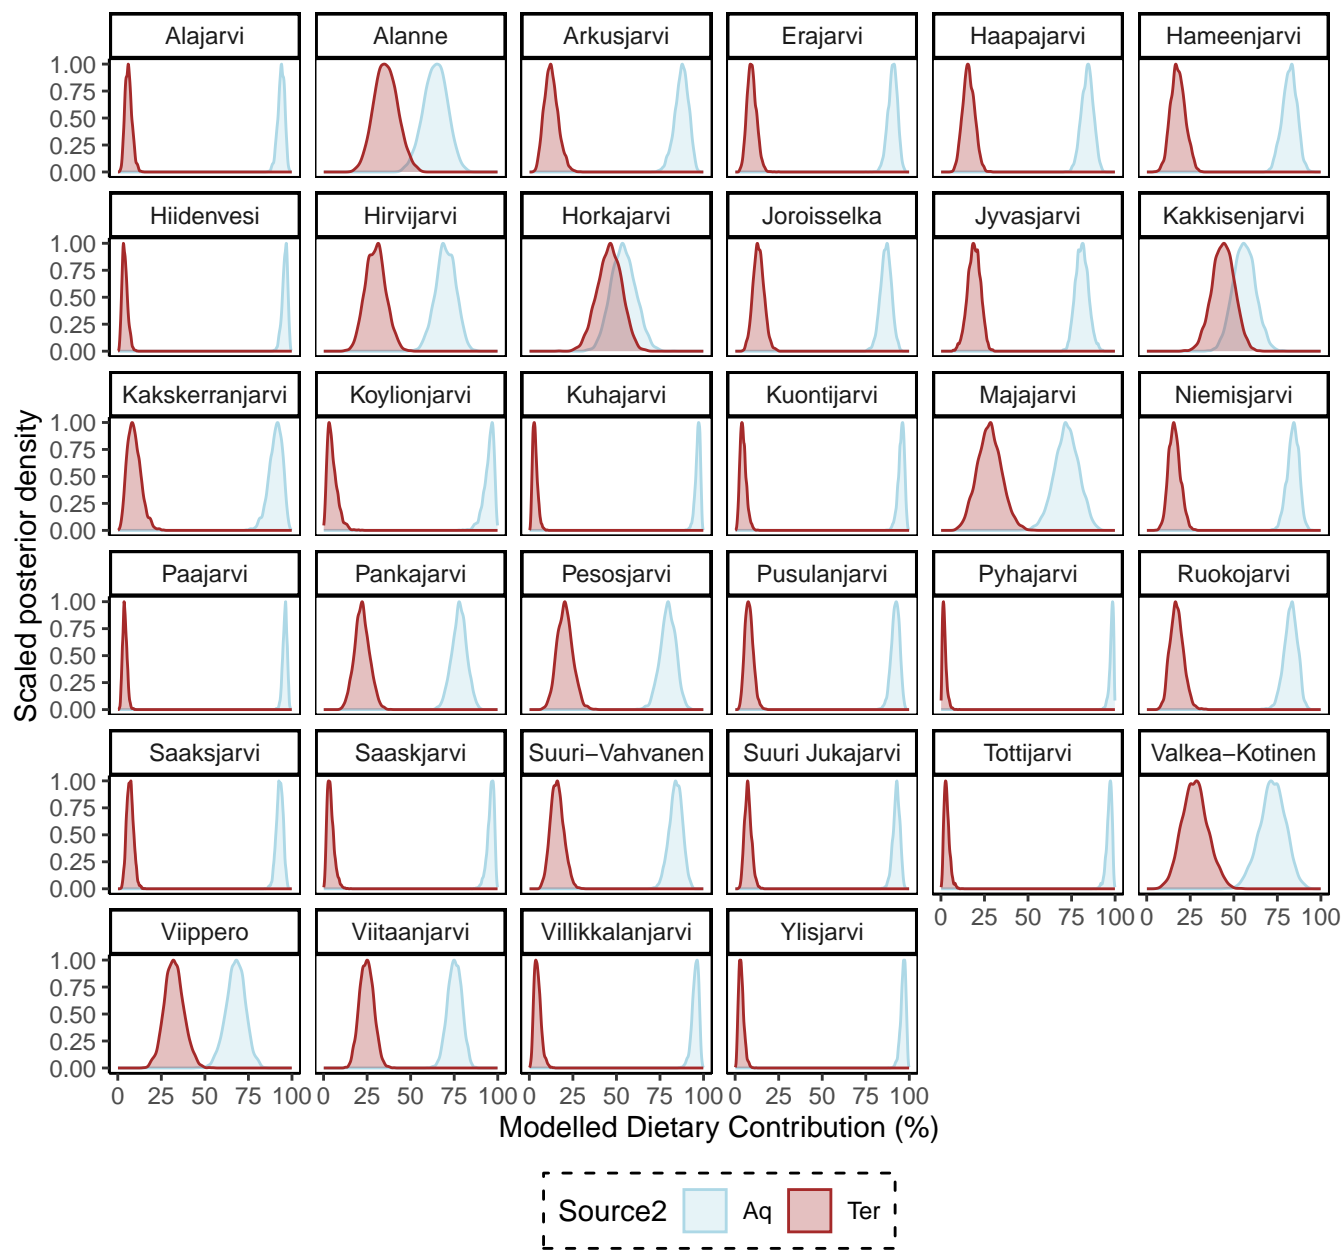 Alajarvi Alanne Arkusjarvi Erajarvi Haapajarvi Hameenjarvi
1.00
0.75
0.50
0.25
0.00
Hiidenvesi Hirvijarvi Horkajarvi Joroisselka Jyvasjarvi Kakkisenjarvi
1.00
0.75
0.50
0.25
0.00
Kakskerranjarvi Koylionjarvi Kuhajarvi Kuontijarvi Majajarvi Niemisjarvi
1.00
0.75
0.50
0.25
0.00
Scaled posterior density
Paajarvi Pankajarvi Pesosjarvi Pusulanjarvi Pyhajarvi Ruokojarvi
1.00
0.75
0.50
0.25
0.00
Saaksjarvi Saaskjarvi Suuri−Vahvanen Suuri Jukajarvi Tottijarvi Valkea−Kotinen
1.00
0.75
0.50
0.25
0.00
0 25 50 75 100 0 25 50 75 100
Viippero Viitaanjarvi Villikkalanjarvi Ylisjarvi
1.00
0.75
0.50
0.25
0.00
0 25 50 75 100 0 25 50 75 100 0 25 50 75 100 0 25 50 75 100
Modelled Dietary Contribution (%)
Source2 Aq Ter